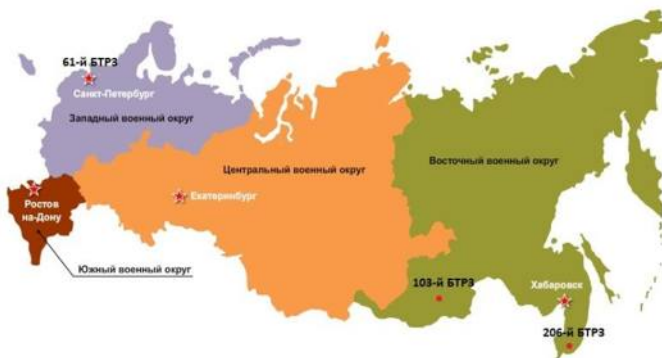 61-й БТРЗ
Санкт-Петербург
Западный военный округ
Центральный военный округ
Восточный военный округ
Ростов
на-Дону
Екатеринбург
Южный военный округ
103-й БТРЗ
Хабаровск
206-й БТРЗ